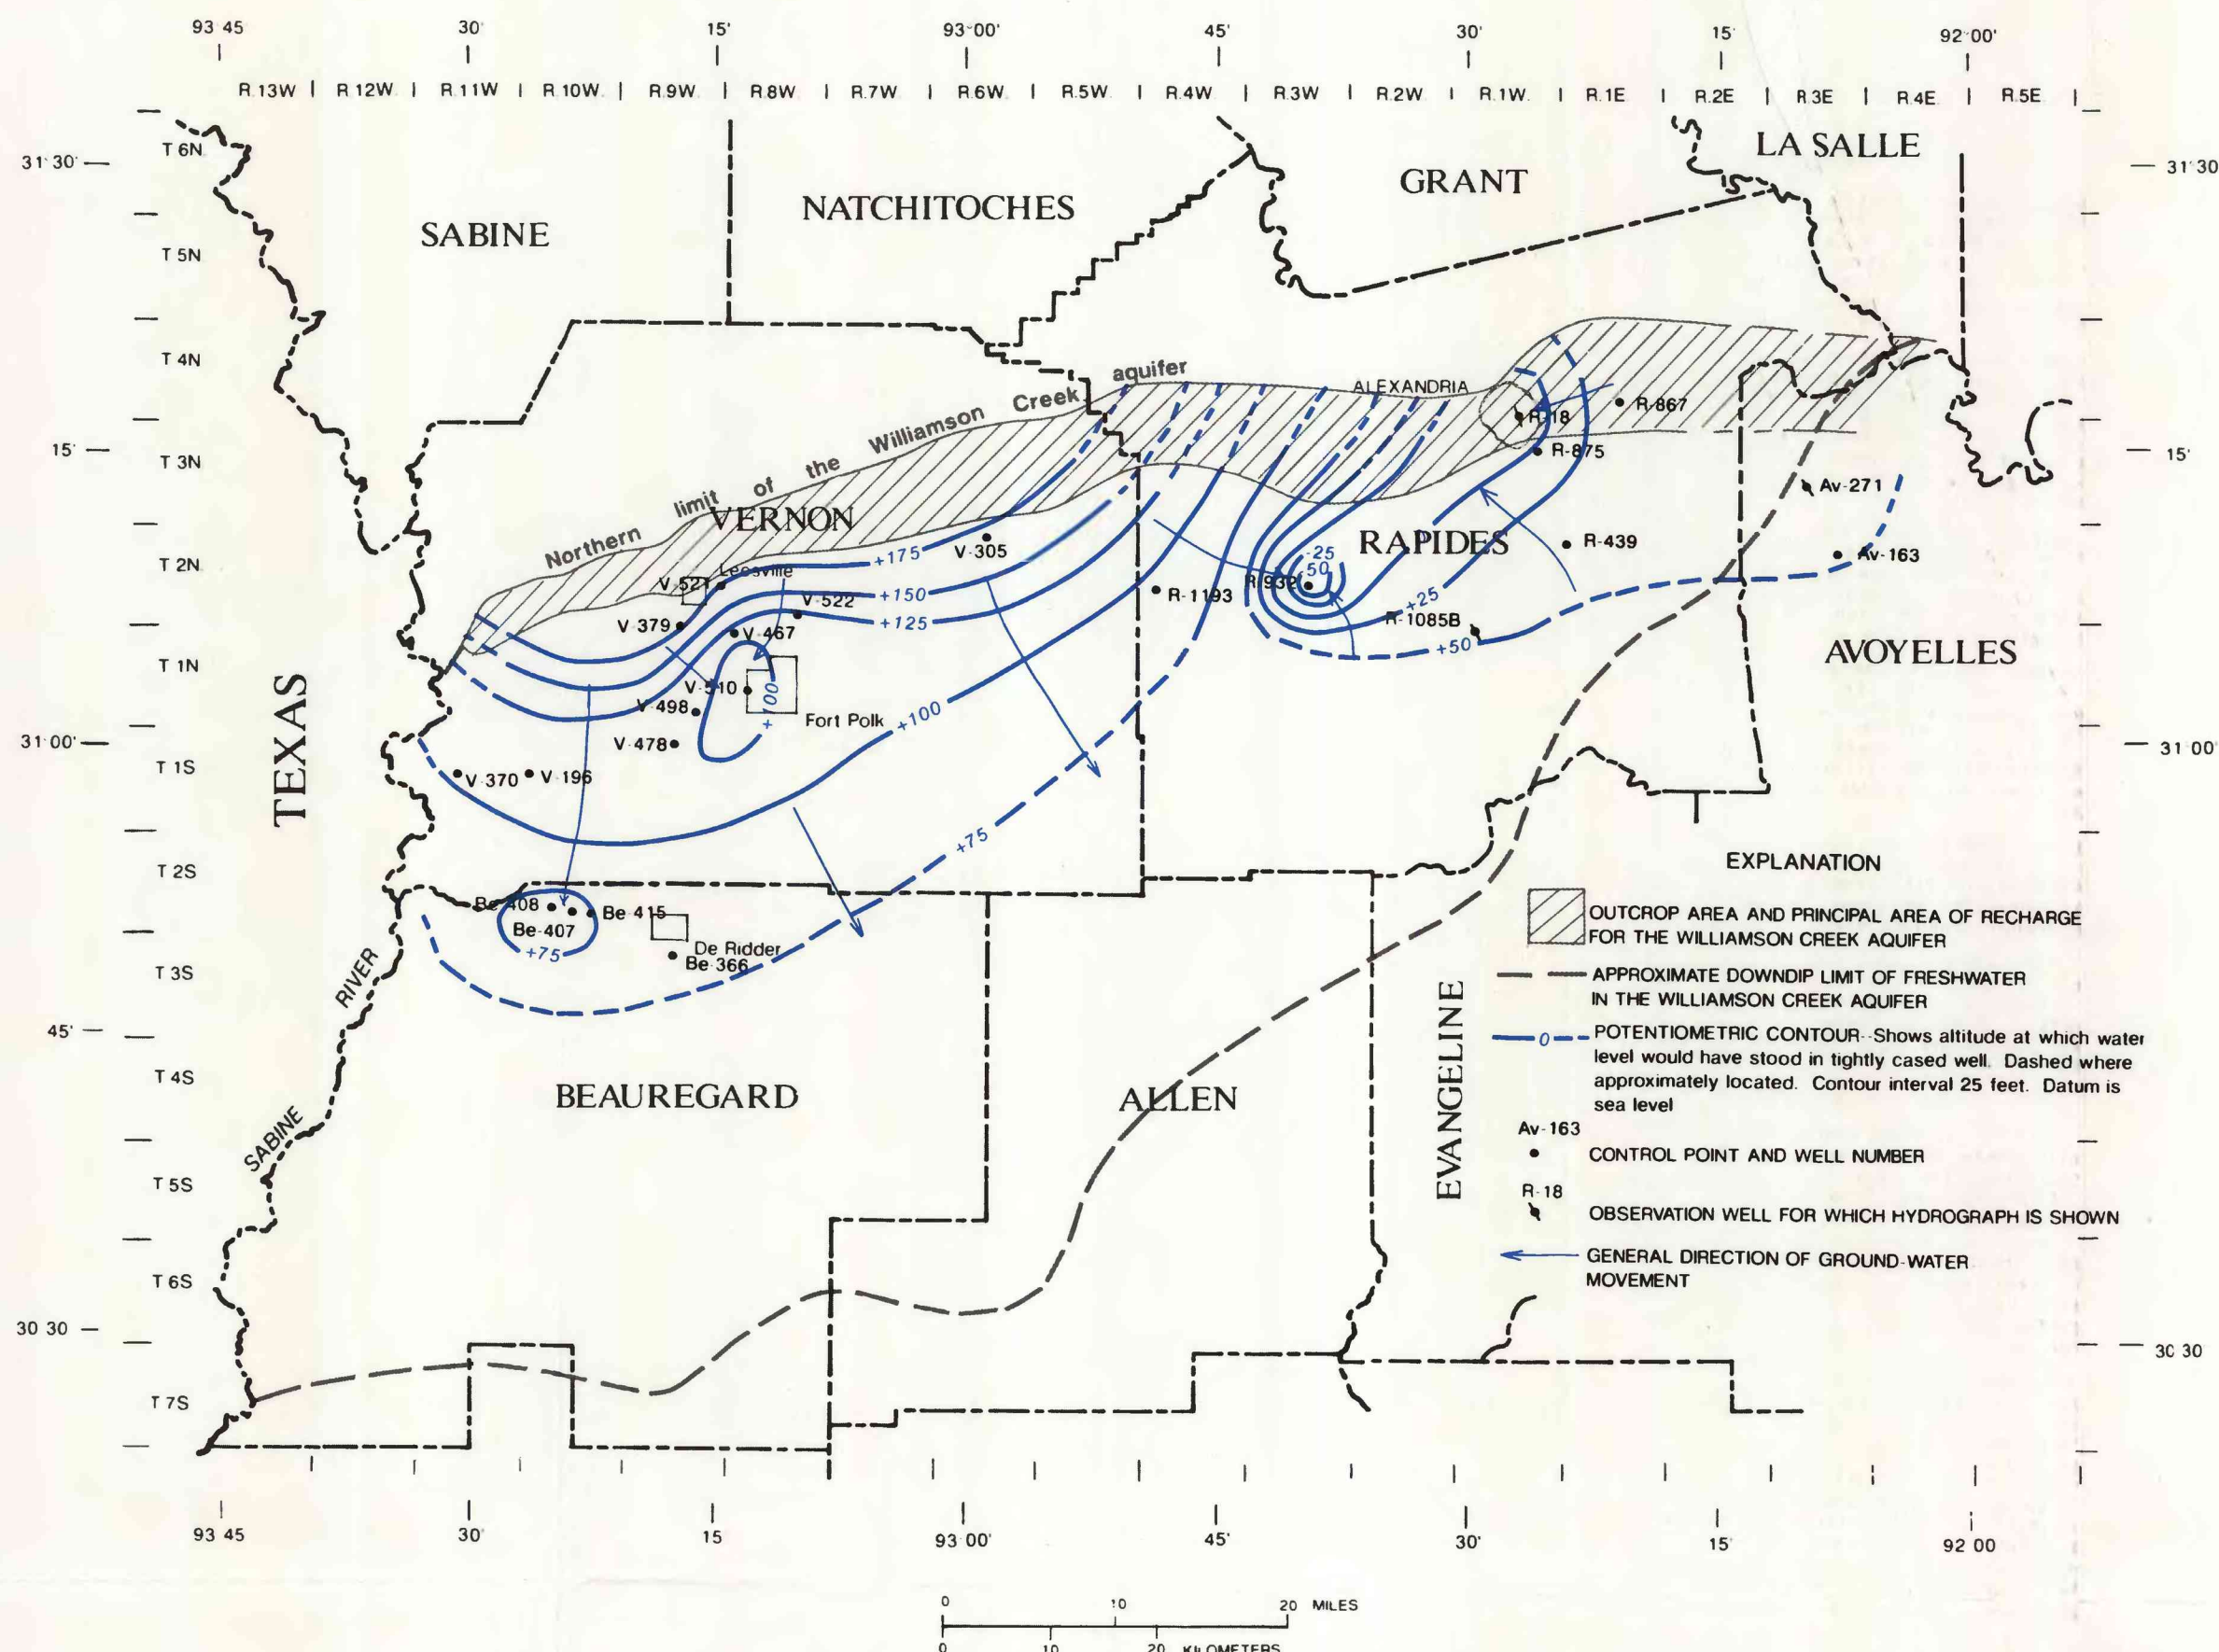 93 45 30' 15' 93°00' 45' 30' 15' 92°00'
R.13W R 12W. R.11W R 10W. R.9W. R 8W R 7W. R 6W. R.5W. R.4W R 3W R 2W R.1W. R.1E R.2E R.3E R 4E R.5E
T 6N
31°30'
31°30
LA SALLE
GRANT
NATCHITOCHES
SABINE
T 5N
T 4N
Northern limit of the Williamson Creek aquifer
ALEXANDRIA
R-18
R-867
R-875
15'
15'
T 3N
Av-271
VERNON
RAPIDES
R-439
Av-163
+175
V-305
-25
50
R-932
T 2N
Leesville
V-521
+150
V-522
+125
R-1193
+25
R-1085B
V-379
V-467
+50
AVOYELLES
T 1N
V-510
V-498
+100
+100
Fort Polk
V-478
31°00'
31°00'
TEXAS
T 1S
V-370
V-196
+75
T 2S
Be-408
Be-415
Be-407
+75
De Ridder
Be-366
T 3S
SABINE RIVER
45'
T 4S
BEAUREGARD
ALLEN
EVANGELINE
T 5S
T 6S
30 30
30 30
T 7S
EXPLANATION
OUTCROP AREA AND PRINCIPAL AREA OF RECHARGE
FOR THE WILLIAMSON CREEK AQUIFER
APPROXIMATE DOWNDIP LIMIT OF FRESHWATER
IN THE WILLIAMSON CREEK AQUIFER
0
POTENTIOMETRIC CONTOUR--Shows altitude at which water
level would have stood in tightly cased well. Dashed where
approximately located. Contour interval 25 feet. Datum is
sea level
Av-163
CONTROL POINT AND WELL NUMBER
R-18
OBSERVATION WELL FOR WHICH HYDROGRAPH IS SHOWN
GENERAL DIRECTION OF GROUND-WATER
MOVEMENT
93 45 30' 15 93°00' 45' 30' 15' 92 00
0 10 20 MILES
0 10 20 KILOMETERS